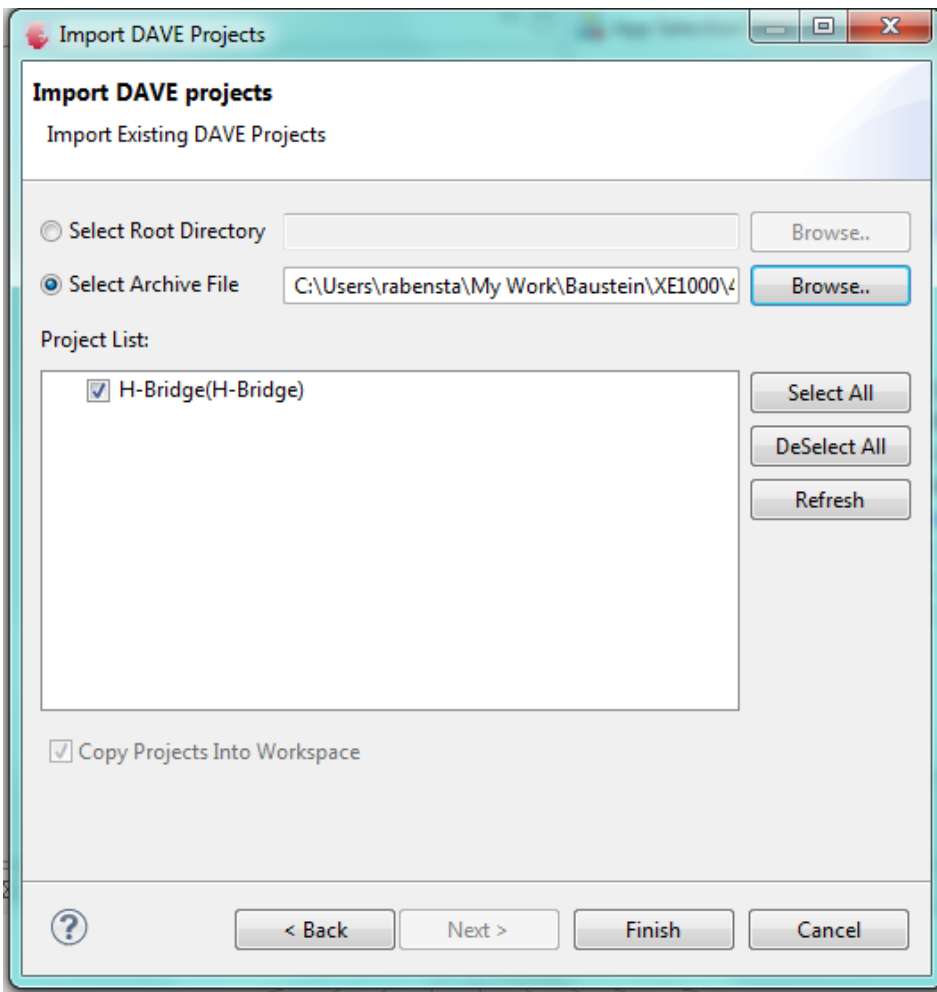 Import DAVE Projects
Import DAVE projects
Import Existing DAVE Projects
Select Root Directory
Browse..
Select Archive File
C:\Users\rabensta\My Work\Baustein\XE1000\4
Browse..
Project List:
H-Bridge(H-Bridge)
Select All
DeSelect All
Refresh
Copy Projects Into Workspace
< Back
Next >
Finish
Cancel